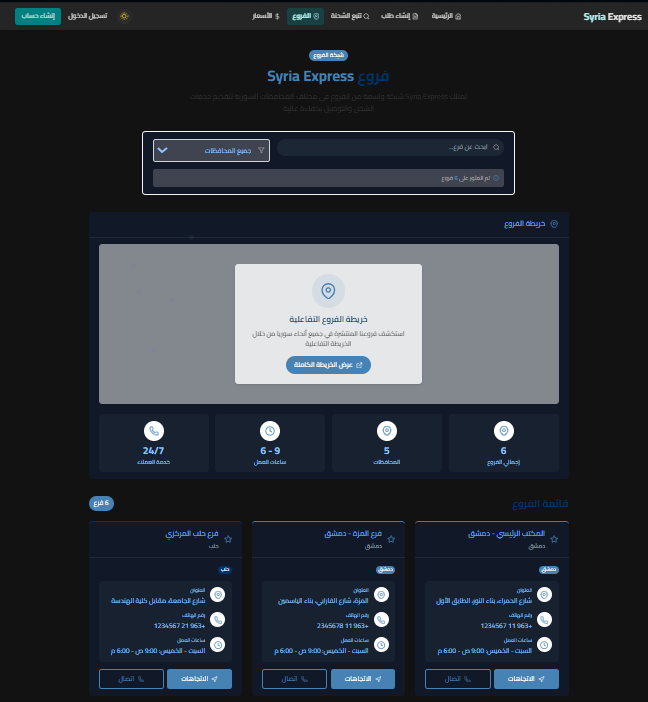 Syria Express
الرئيسية
إنشاء طلب
تتبع الشحنة
الفروع
الأسعار
تسجيل الدخول
إنشاء حساب
شبكة الفروع
فروع Syria Express
تمتلك Syria Express شبكة واسعة من الفروع في مختلف المحافظات السورية لتقديم خدمات
الشحن والتوصيل بكفاءة عالية
ابحث عن فرع...
جميع المحافظات
تم العثور على 6 فروع
خريطة الفروع
خريطة الفروع التفاعلية
استكشف فروعنا المنتشرة في جميع أنحاء سوريا من خلال
الخريطة التفاعلية
عرض الخريطة الكاملة
6
إجمالي الفروع
5
المحافظات
9 - 6
ساعات العمل
24/7
خدمة العملاء
قائمة الفروع
6 فرع
المكتب الرئيسي - دمشق
دمشق
دمشق
العنوان
شارع الحمراء، بناء النور، الطابق الأول
رقم الهاتف
+963 11 1234567
ساعات العمل
السبت - الخميس: 9:00 ص - 6:00 م
الاتجاهات
اتصال
فرع المزة - دمشق
دمشق
دمشق
العنوان
المزة، شارع الفارابي، بناء الياسمين
رقم الهاتف
+963 11 2345678
ساعات العمل
السبت - الخميس: 9:00 ص - 6:00 م
الاتجاهات
اتصال
فرع حلب المركزي
حلب
حلب
العنوان
شارع الجامعة، مقابل كلية الهندسة
رقم الهاتف
+963 21 1234567
ساعات العمل
السبت - الخميس: 9:00 ص - 6:00 م
الاتجاهات
اتصال